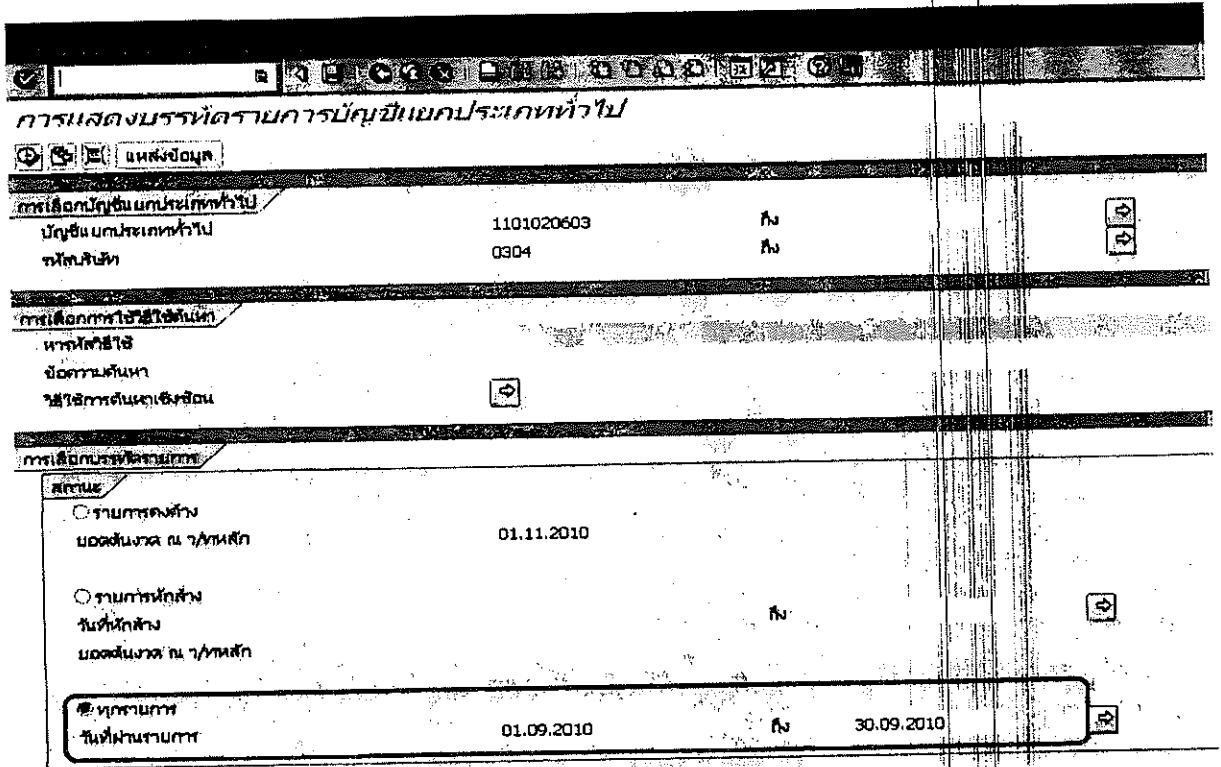 การแสดงบรรทัดรายการบัญชีแยกประเภททั่วไป
แหล่งข้อมูล
การเลือกบัญชีแยกประเภททั่วไป
บัญชีแยกประเภททั่วไป 1101020603 ถึง
รหัสบริษัท 0304 ถึง
การเลือกการใช้วิธีใช้ค้นหา
หารหัสวิธีใช้
ข้อความค้นหา
วิธีใช้การค้นหาเชิงซ้อน
การเลือกบรรทัดรายการ
สถานะ
รายการคงค้าง
ยอดต้นงวด ณ ว/ทหลัก 01.11.2010
รายการหักล้าง
วันที่หักล้าง ถึง
ยอดต้นงวด ณ ว/ทหลัก
ทุกรายการ
วันที่ผ่านรายการ 01.09.2010 ถึง 30.09.2010